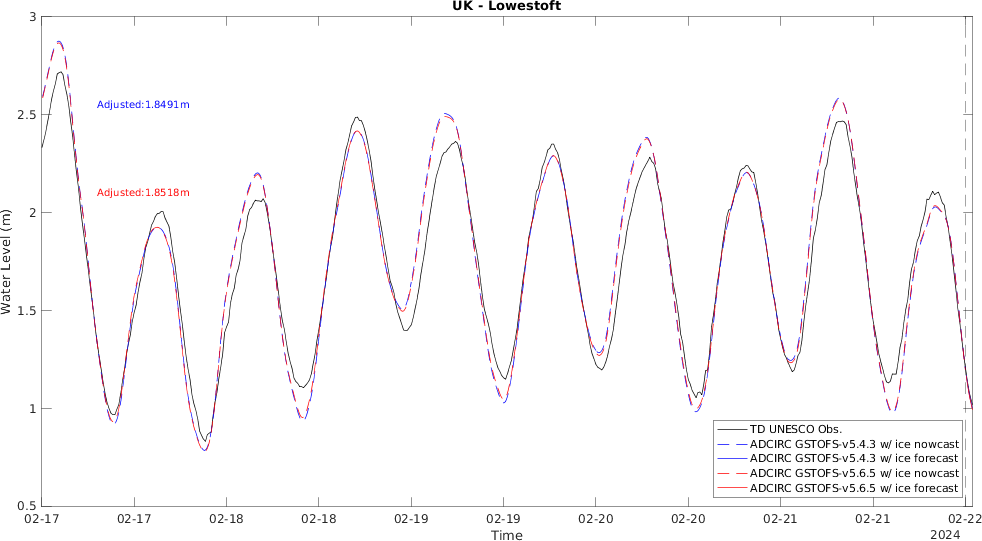 UK - Lowestoft
3
2.5
2
1.5
1
0.5
Water Level (m)
Adjusted:1.8491m
Adjusted:1.8518m
TD UNESCO Obs.
ADCIRC GSTOFS-v5.4.3 w/ ice nowcast
ADCIRC GSTOFS-v5.4.3 w/ ice forecast
ADCIRC GSTOFS-v5.6.5 w/ ice nowcast
ADCIRC GSTOFS-v5.6.5 w/ ice forecast
02-17 02-17 02-18 02-18 02-19 02-19 02-20 02-20 02-21 02-21 02-22
Time
2024